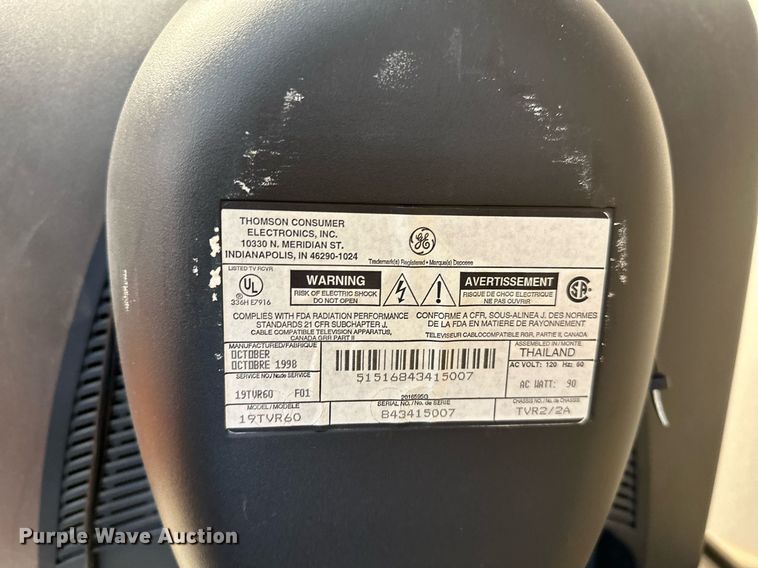 THOMSON CONSUMER
ELECTRONICS, INC.
10330 N. MERIDIAN ST.
INDIANAPOLIS, IN 46290-1024
GE
Trademark(s) Registered • Marque(s) Deposee
LISTED TV RCVR.
UL
336H E7916
WARNING
RISK OF ELECTRIC SHOCK
DO NOT OPEN
AVERTISSEMENT
RISQUE DE CHOC ELECTRIQUE
NE PAS OUVRIR
SA
COMPLIES WITH FDA RADIATION PERFORMANCE
STANDARDS 21 CFR SUBCHAPTER J.
CABLE COMPATIBLE TELEVISION APPARATUS,
CANADA GRR PART II
CONFORME A CFR, SOUS-ALINEA J, DES NORMES
DE LA FDA EN MATIERE DE RAYONNEMENT
TELEVISEUR CABLOCOMPATIBLE RGR, PARTIE II, CANADA
MANUFACTURED/FABRIQUE
OCTOBER
OCTOBRE 1998
SERVICE NO./No de SERVICE
19TVR60 F01
MODEL/MODELE
19TVR60
51516843415007
SERIAL NO./No. de SERIE
843415007
ASSEMBLED IN/MONTE
THAILAND
AC VOLT: 120 Hz: 60
AC WATT: 90
CHASSIS NO./No. de CHASSIS
TVR2/2A
Purple Wave Auction